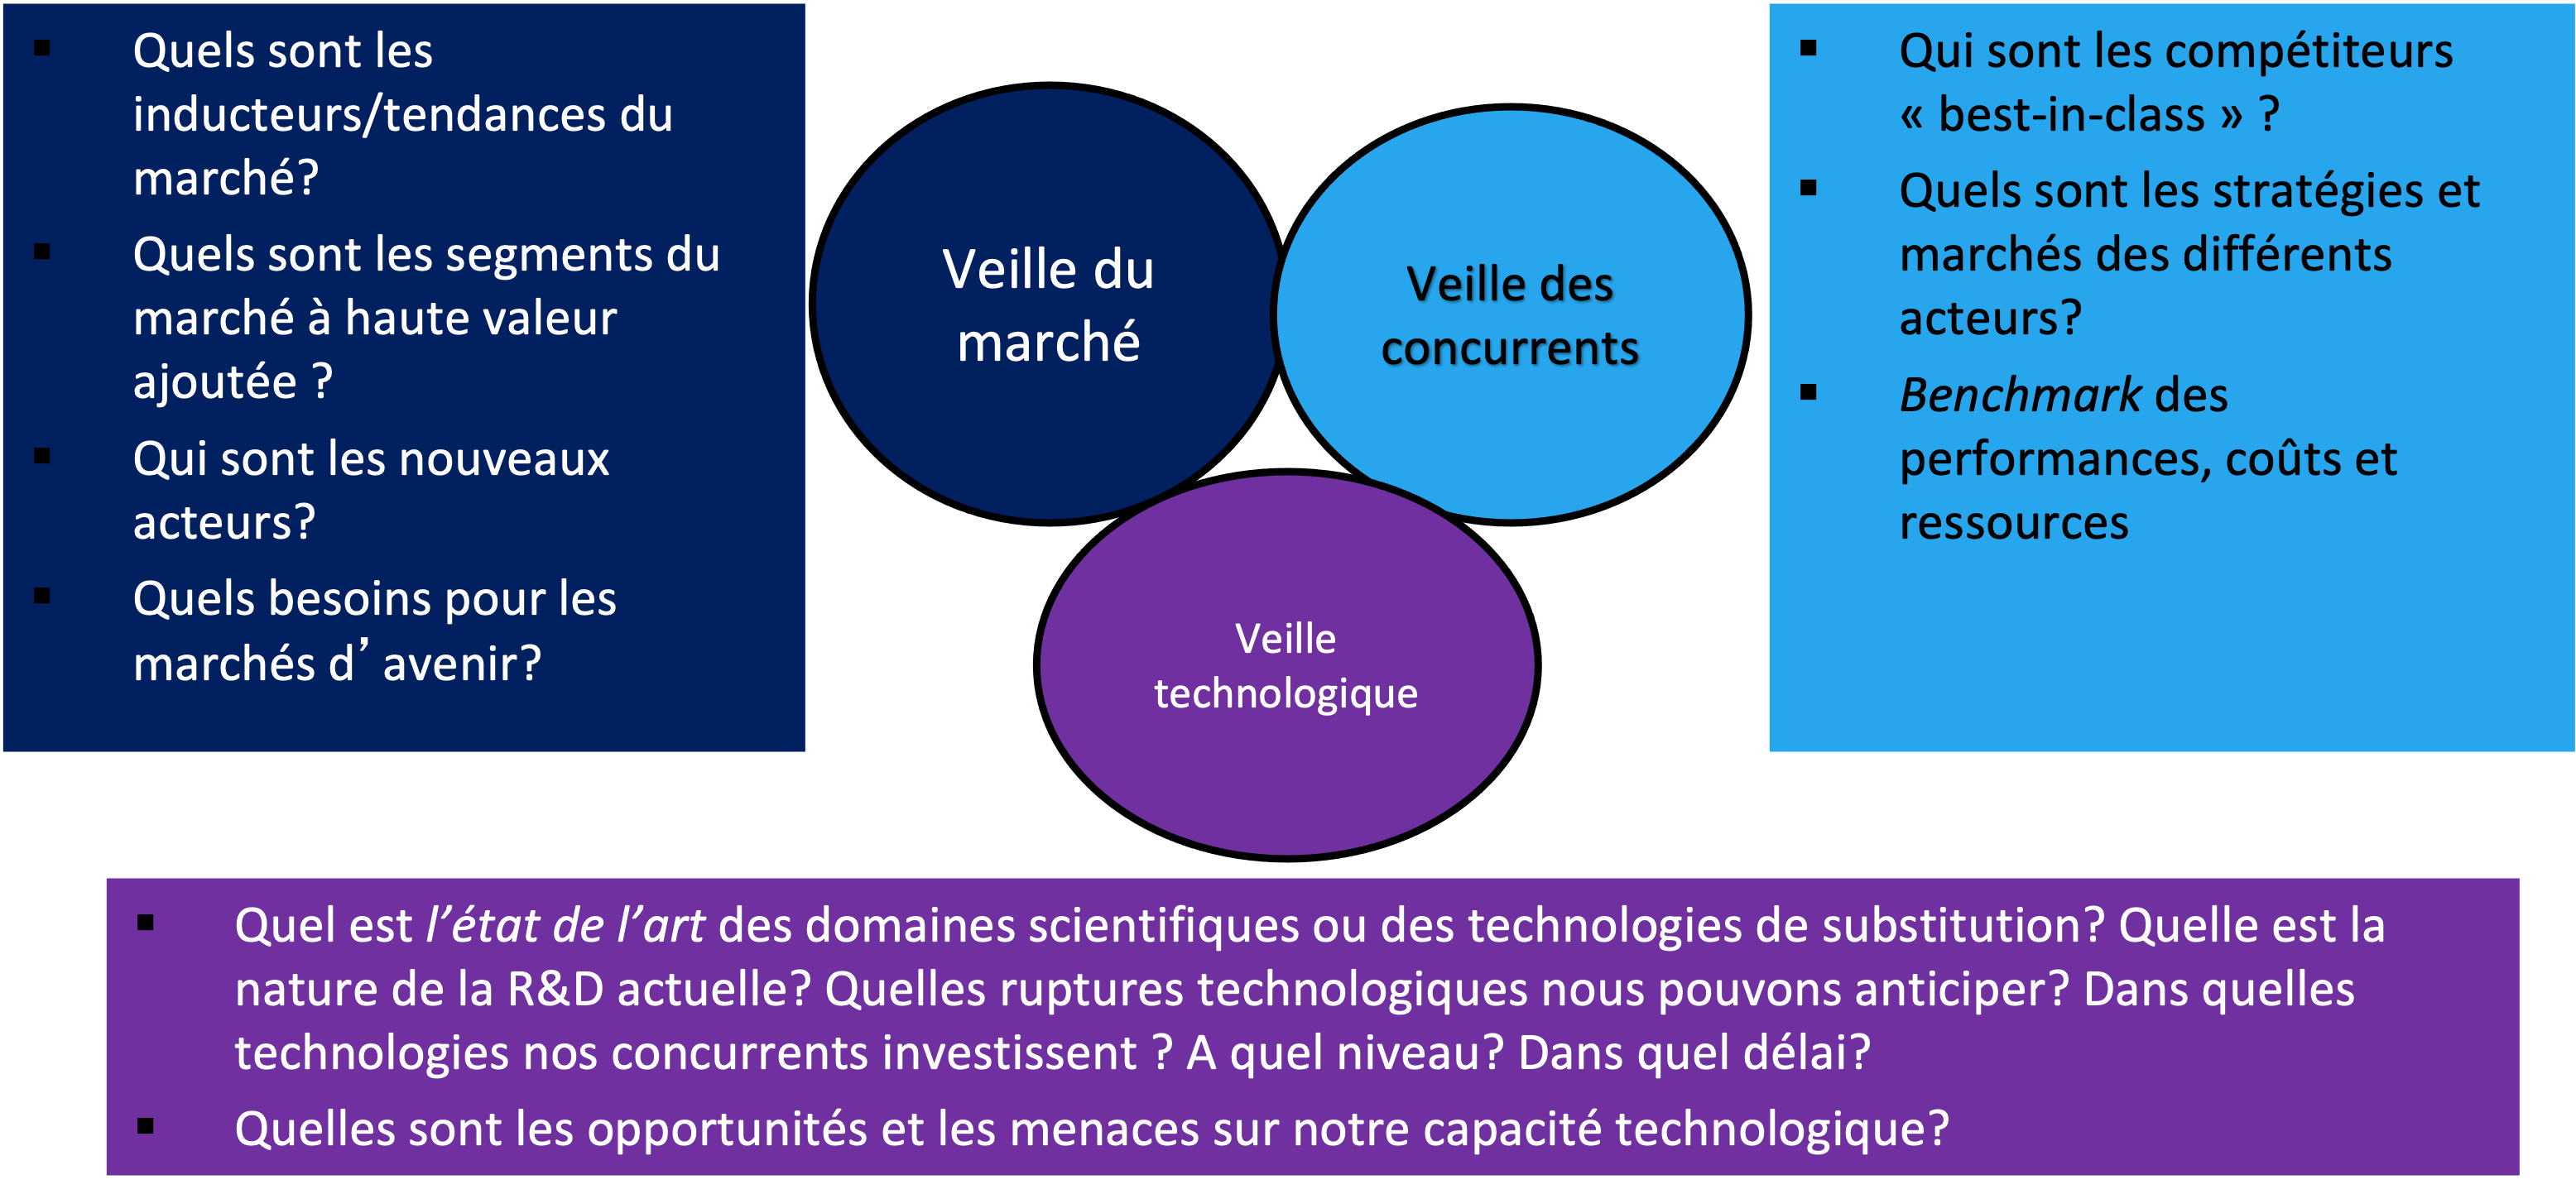 Quels sont les
inducteurs/tendances du
marché?
Quels sont les segments du
marché à haute valeur
ajoutée ?
Qui sont les nouveaux
acteurs?
Quels besoins pour les
marchés d’ avenir?
Veille du
marché
Veille des
concurrents
Veille
technologique
Qui sont les compétiteurs
« best-in-class » ?
Quels sont les stratégies et
marchés des différents
acteurs?
Benchmark des
performances, coûts et
ressources
Quel est l’état de l’art des domaines scientifiques ou des technologies de substitution? Quelle est la
nature de la R&D actuelle? Quelles ruptures technologiques nous pouvons anticiper? Dans quelles
technologies nos concurrents investissent ? A quel niveau? Dans quel délai?
Quelles sont les opportunités et les menaces sur notre capacité technologique?